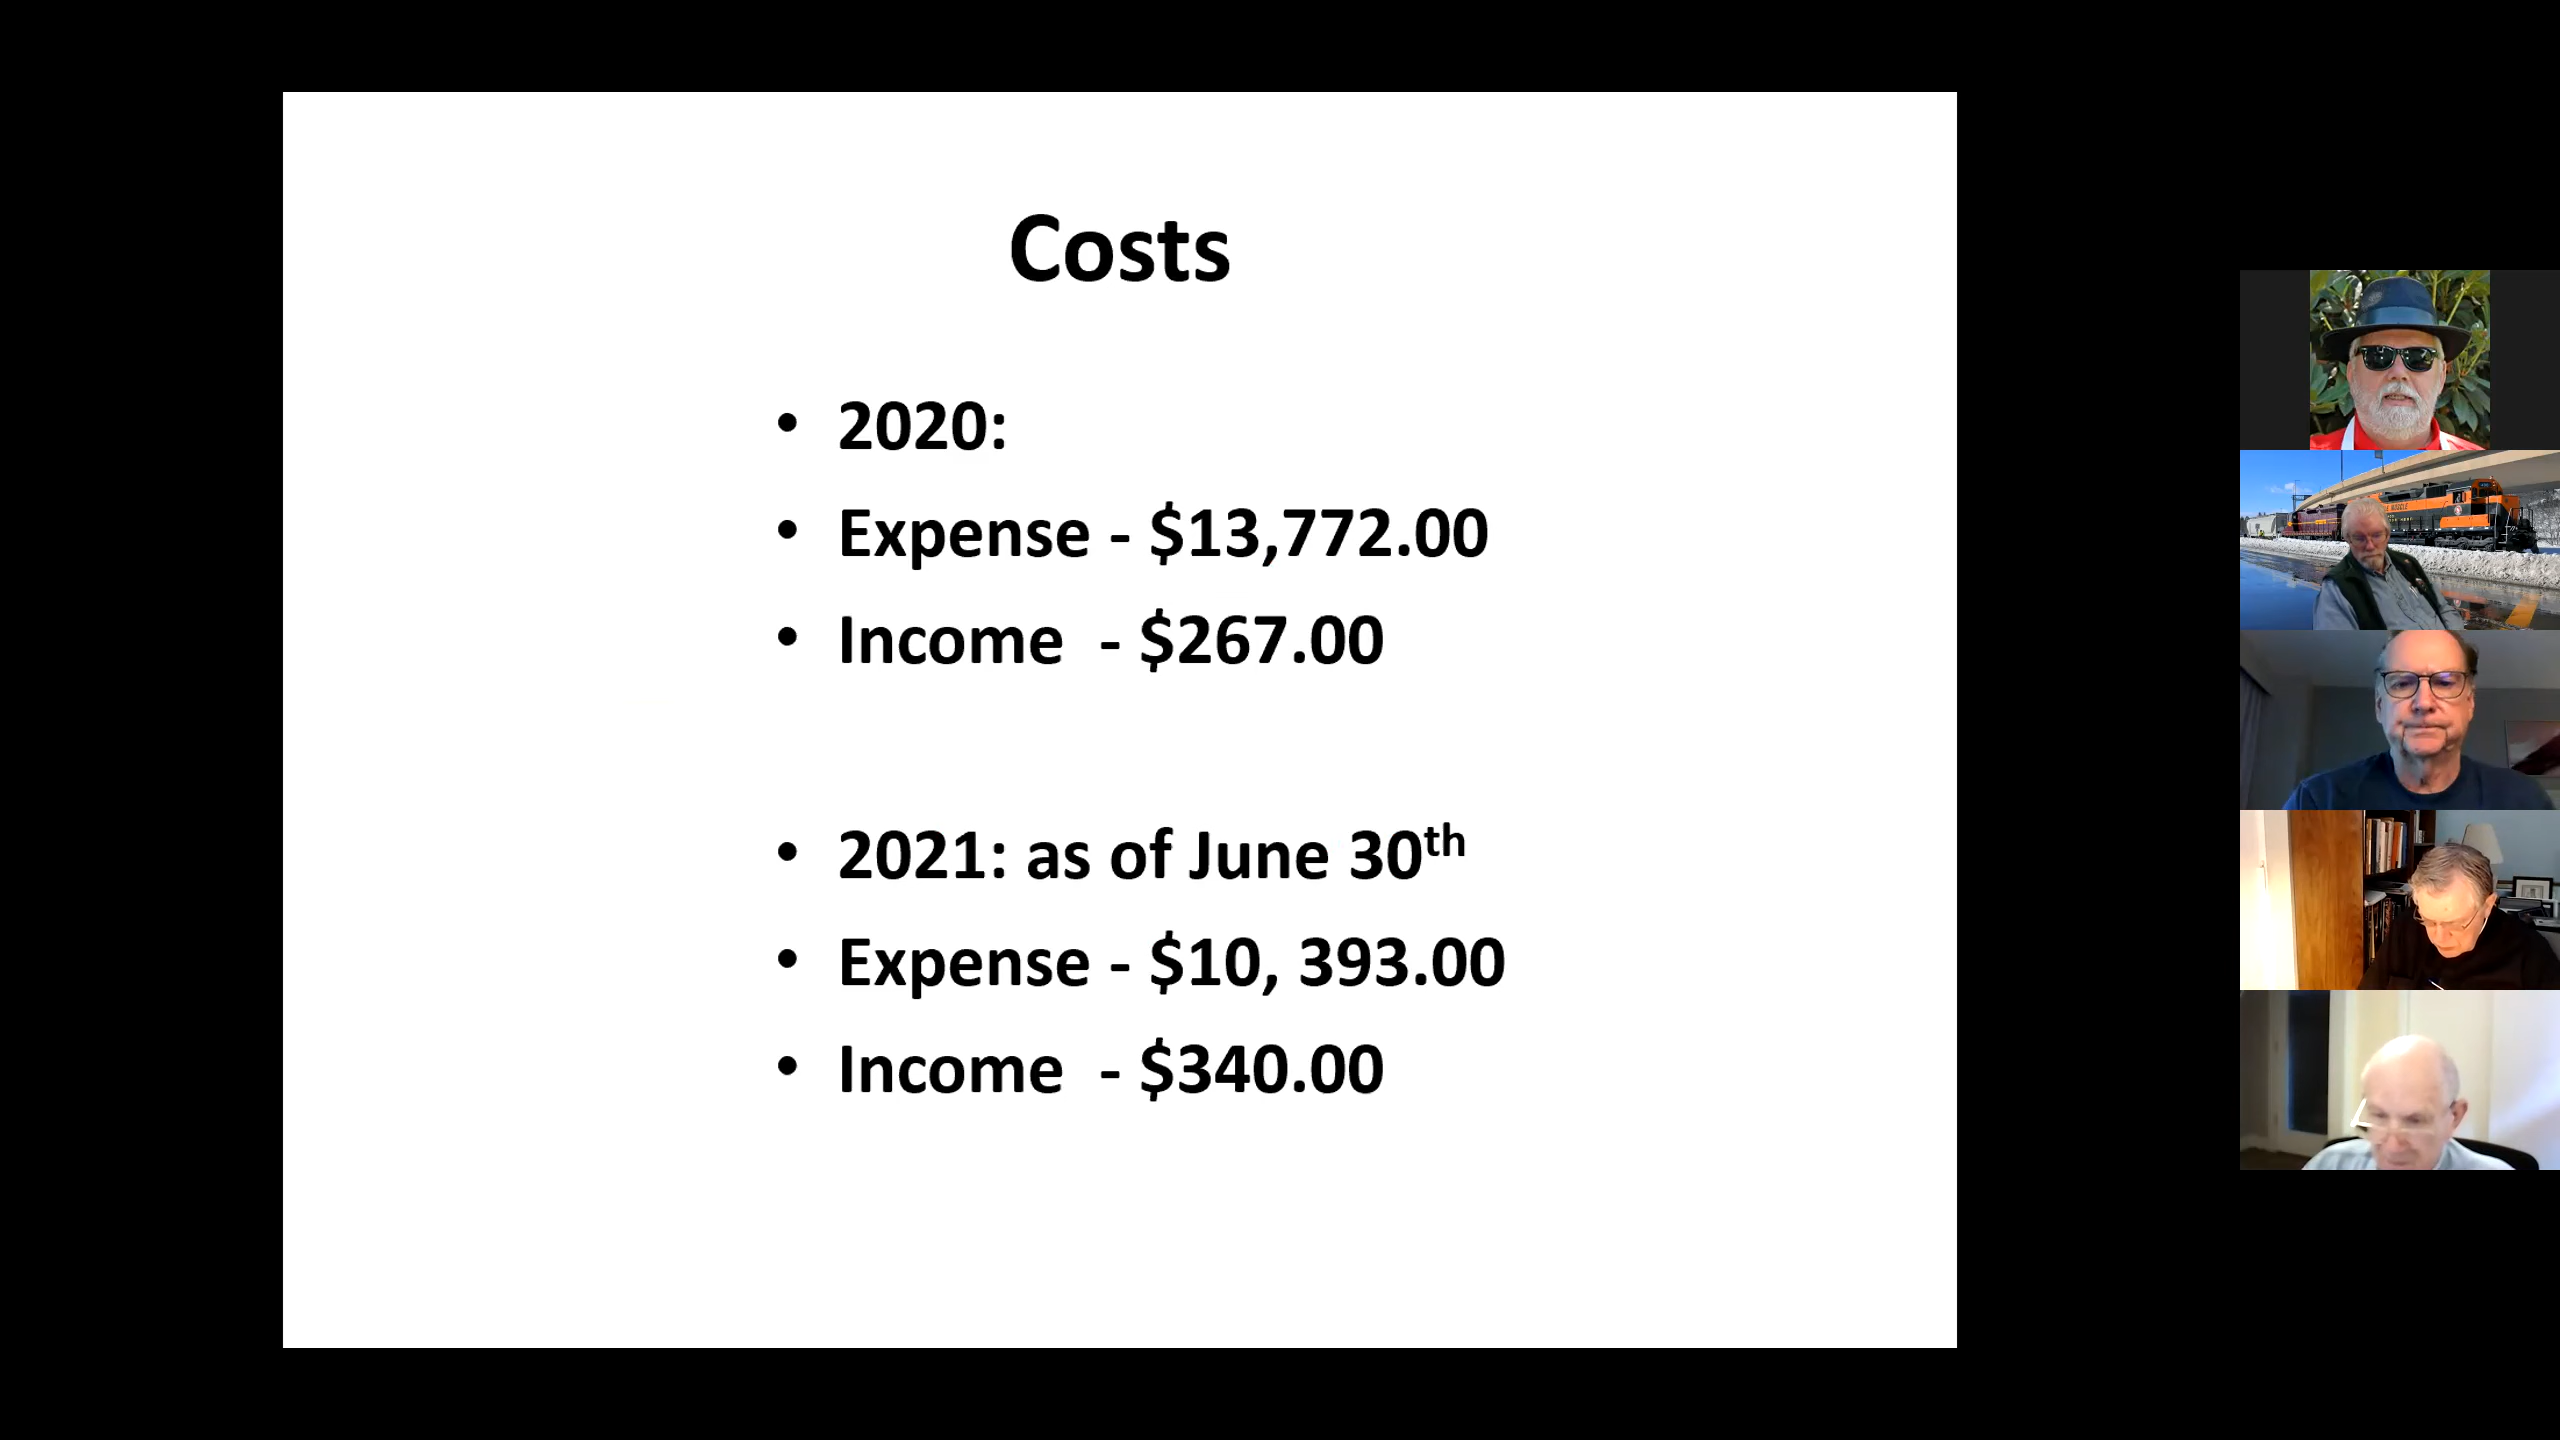 Costs
• 2020:
• Expense - $13,772.00
• Income  - $267.00
• 2021: as of June 30th
• Expense - $10, 393.00
• Income  - $340.00